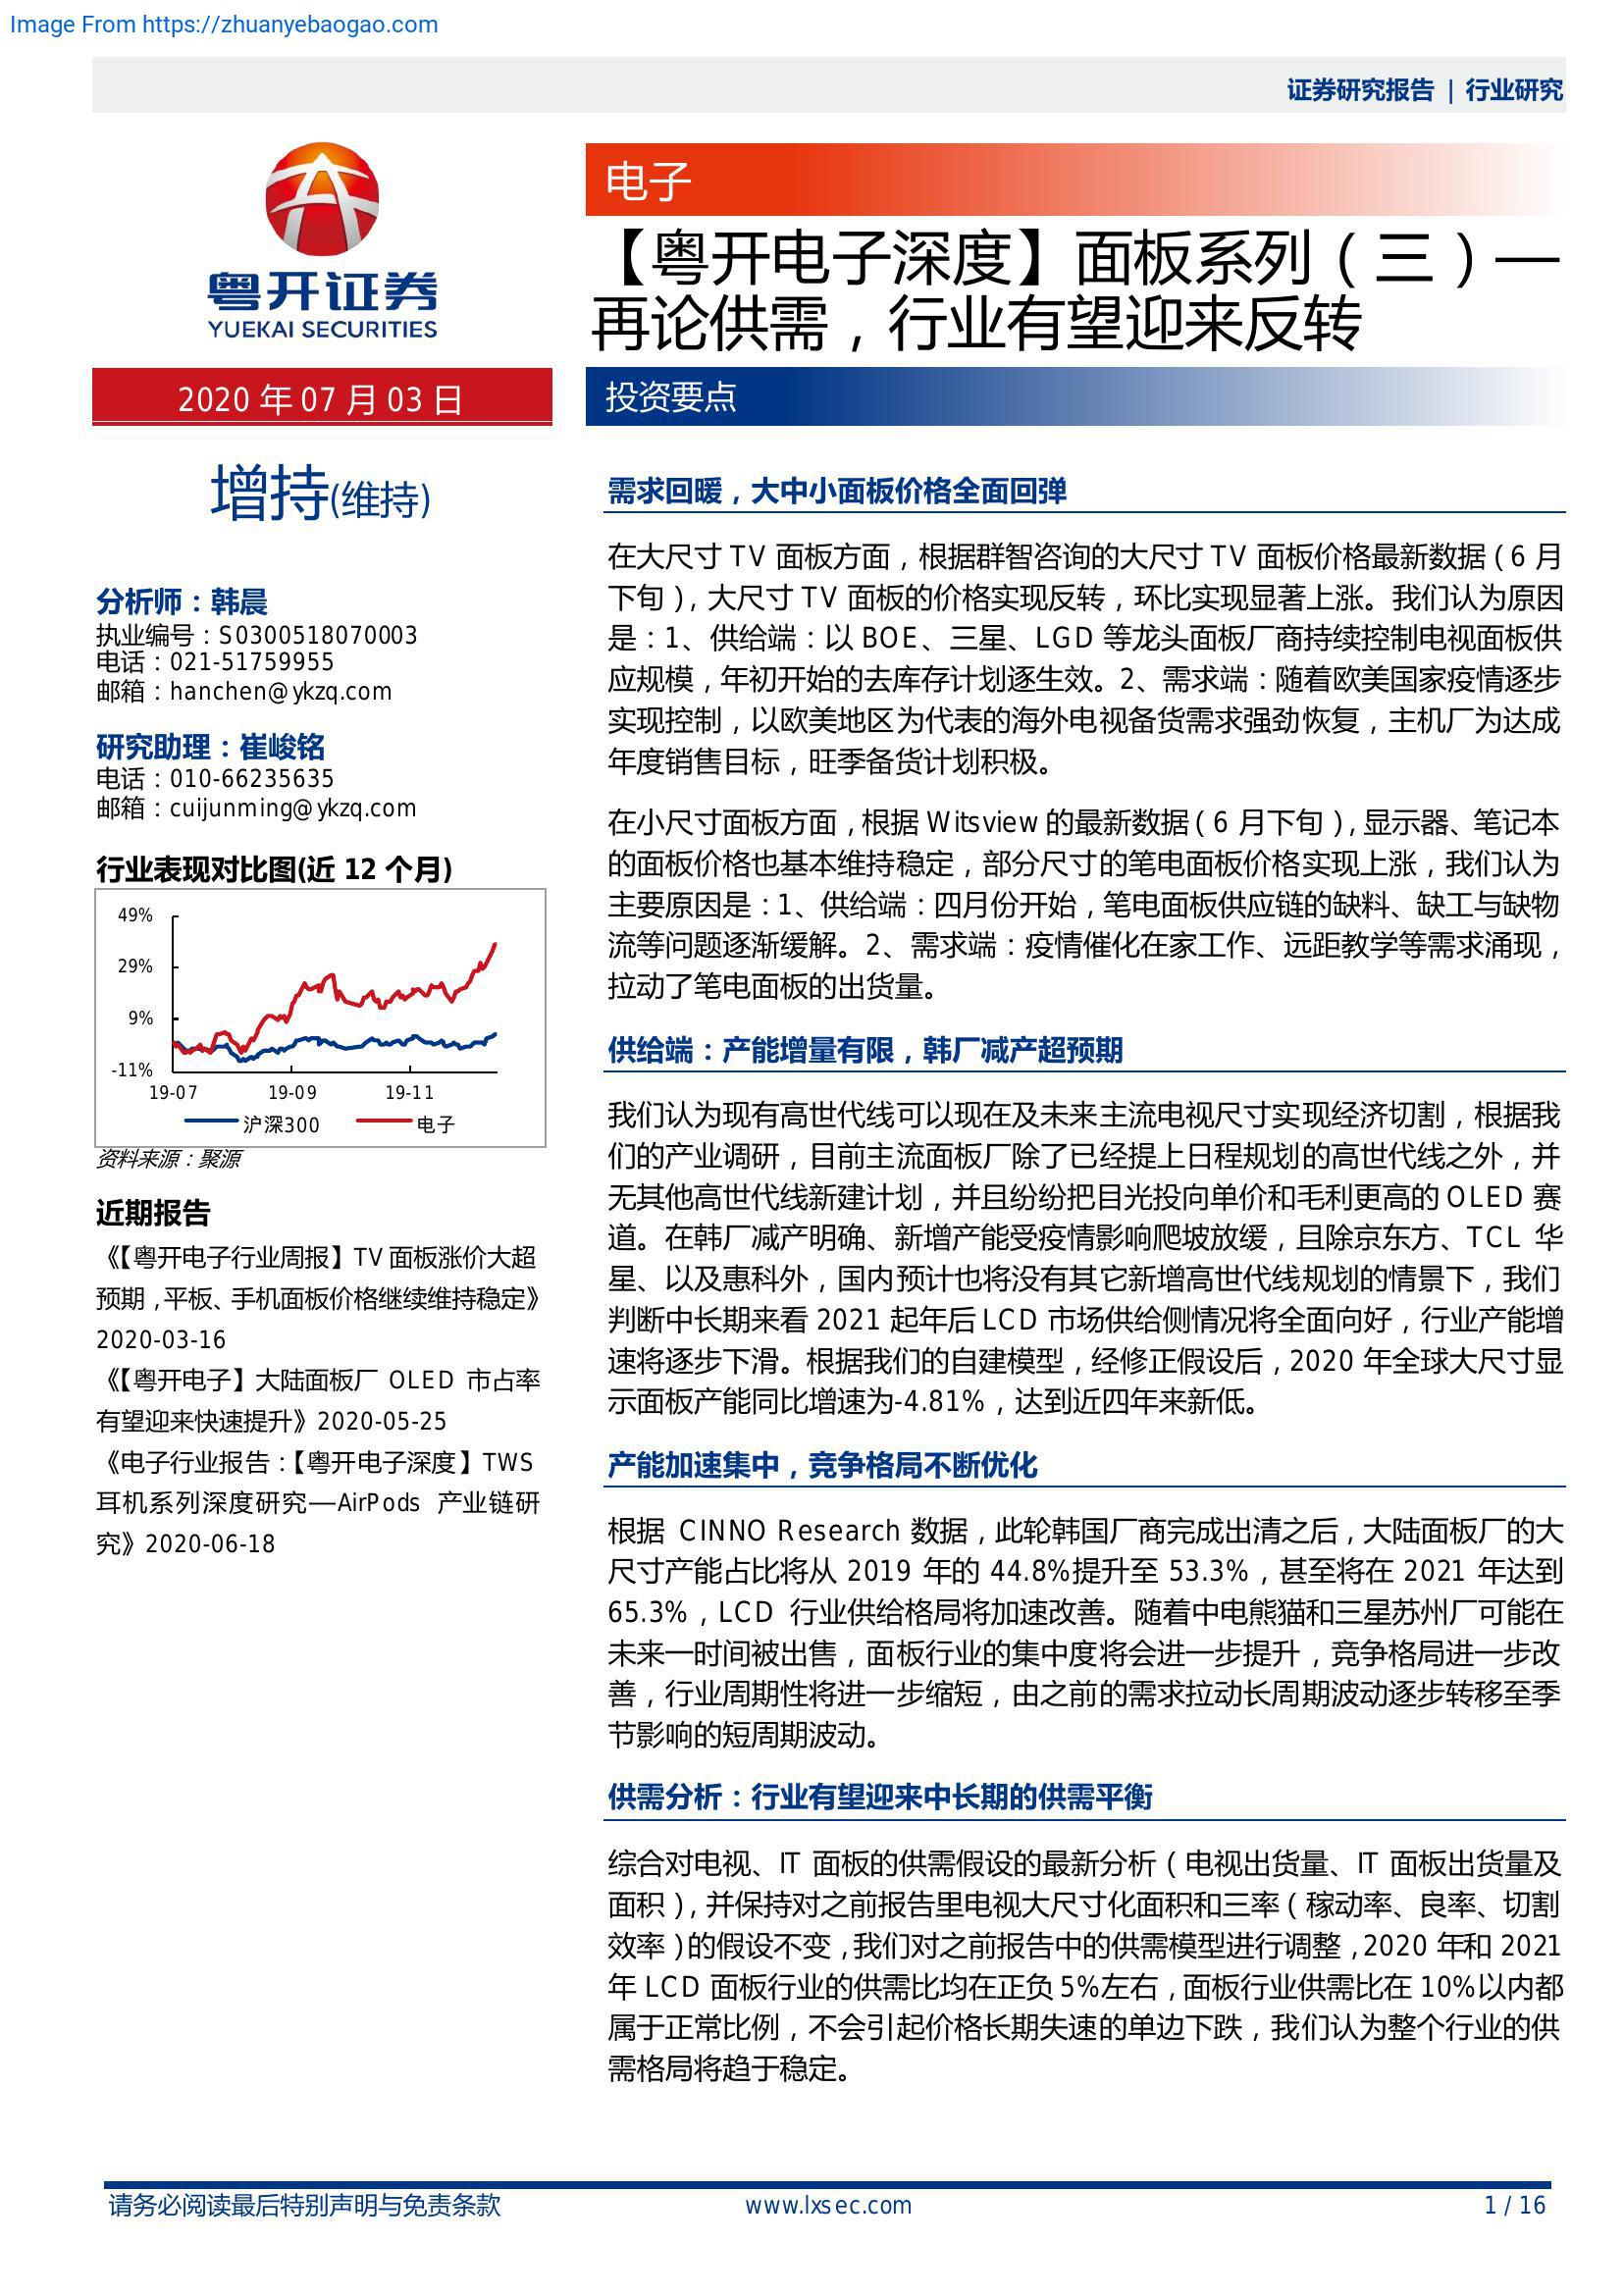 Image From https://zhuanyebaogao.com
证券研究报告 | 行业研究
粤开证券
YUEKAI SECURITIES
2020 年 07 月 03 日
增持(维持)
分析师：韩晨
执业编号：S0300518070003
电话：021-51759955
邮箱：hanchen@ykzq.com
研究助理：崔峻铭
电话：010-66235635
邮箱：cuijunming@ykzq.com
行业表现对比图(近 12 个月)
49%
29%
9%
-11%
19-07 19-09 19-11
沪深300 电子
资料来源：聚源
近期报告
《【粤开电子行业周报】TV 面板涨价大超
预期，平板、手机面板价格继续维持稳定》
2020-03-16
《【粤开电子】大陆面板厂 OLED 市占率
有望迎来快速提升》2020-05-25
《电子行业报告：【粤开电子深度】TWS
耳机系列深度研究—AirPods 产业链研
究》2020-06-18
电子
【粤开电子深度】面板系列（三）—
再论供需，行业有望迎来反转
投资要点
需求回暖，大中小面板价格全面回弹
在大尺寸 TV 面板方面，根据群智咨询的大尺寸 TV 面板价格最新数据（6 月
下旬），大尺寸 TV 面板的价格实现反转，环比实现显著上涨。我们认为原因
是：1、供给端：以 BOE、三星、LGD 等龙头面板厂商持续控制电视面板供
应规模，年初开始的去库存计划逐生效。2、需求端：随着欧美国家疫情逐步
实现控制，以欧美地区为代表的海外电视备货需求强劲恢复，主机厂为达成
年度销售目标，旺季备货计划积极。
在小尺寸面板方面，根据 Witsview 的最新数据（6 月下旬），显示器、笔记本
的面板价格也基本维持稳定，部分尺寸的笔电面板价格实现上涨，我们认为
主要原因是：1、供给端：四月份开始，笔电面板供应链的缺料、缺工与缺物
流等问题逐渐缓解。2、需求端：疫情催化在家工作、远距教学等需求涌现，
拉动了笔电面板的出货量。
供给端：产能增量有限，韩厂减产超预期
我们认为现有高世代线可以现在及未来主流电视尺寸实现经济切割，根据我
们的产业调研，目前主流面板厂除了已经提上日程规划的高世代线之外，并
无其他高世代线新建计划，并且纷纷把目光投向单价和毛利更高的 OLED 赛
道。在韩厂减产明确、新增产能受疫情影响爬坡放缓，且除京东方、TCL 华
星、以及惠科外，国内预计也将没有其它新增高世代线规划的情景下，我们
判断中长期来看 2021 起年后 LCD 市场供给侧情况将全面向好，行业产能增
速将逐步下滑。根据我们的自建模型，经修正假设后，2020 年全球大尺寸显
示面板产能同比增速为-4.81%，达到近四年来新低。
产能加速集中，竞争格局不断优化
根据 CINNO Research 数据，此轮韩国厂商完成出清之后，大陆面板厂的大
尺寸产能占比将从 2019 年的 44.8%提升至 53.3%，甚至将在 2021 年达到
65.3%，LCD 行业供给格局将加速改善。随着中电熊猫和三星苏州厂可能在
未来一时间被出售，面板行业的集中度将会进一步提升，竞争格局进一步改
善，行业周期性将进一步缩短，由之前的需求拉动长周期波动逐步转移至季
节影响的短周期波动。
供需分析：行业有望迎来中长期的供需平衡
综合对电视、IT 面板的供需假设的最新分析（电视出货量、IT 面板出货量及
面积），并保持对之前报告里电视大尺寸化面积和三率（稼动率、良率、切割
效率）的假设不变，我们对之前报告中的供需模型进行调整，2020 年和 2021
年 LCD 面板行业的供需比均在正负 5%左右，面板行业供需比在 10%以内都
属于正常比例，不会引起价格长期失速的单边下跌，我们认为整个行业的供
需格局将趋于稳定。
请务必阅读最后特别声明与免责条款 www.lxsec.com 1 / 16